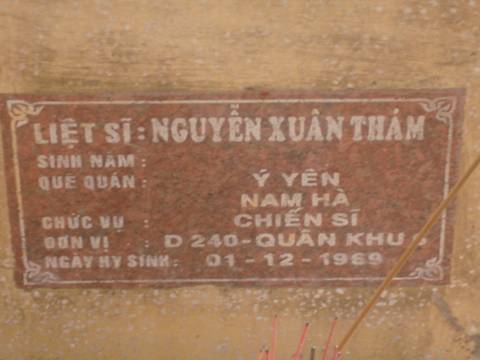 LIỆT SĨ : NGUYỄN XUÂN THÁM
SINH NĂM :
QUÊ QUÁN : Ý YÊN
NAM HÀ
CHỨC VỤ : CHIẾN SĨ
ĐƠN VỊ : D 240 - QUÂN KHU
NGÀY HY SINH : 01 - 12 - 1969